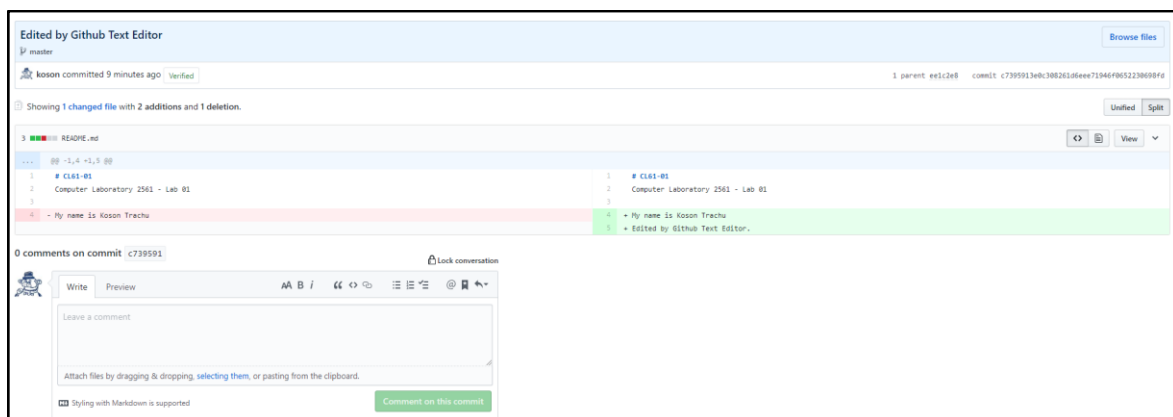 Edited by Github Text Editor
Browse files
master
koson committed 9 minutes ago Verified
1 parent ee1c2e8 commit c7395913e0c308261d6eee71946f0652230698fd
Showing 1 changed file with 2 additions and 1 deletion.
Unified Split
3 README.md
<> View
... @@ -1,4 +1,5 @@
1 # CL61-01 1 # CL61-01
2 Computer Laboratory 2561 - Lab 01 2 Computer Laboratory 2561 - Lab 01
3 3
4 - My name is Koson Trachu 4 + My name is Koson Trachu
5 + Edited by Github Text Editor.
0 comments on commit c739591
Lock conversation
Write Preview AA B i “ <> @
Leave a comment
Attach files by dragging & dropping, selecting them, or pasting from the clipboard.
Styling with Markdown is supported
Comment on this commit